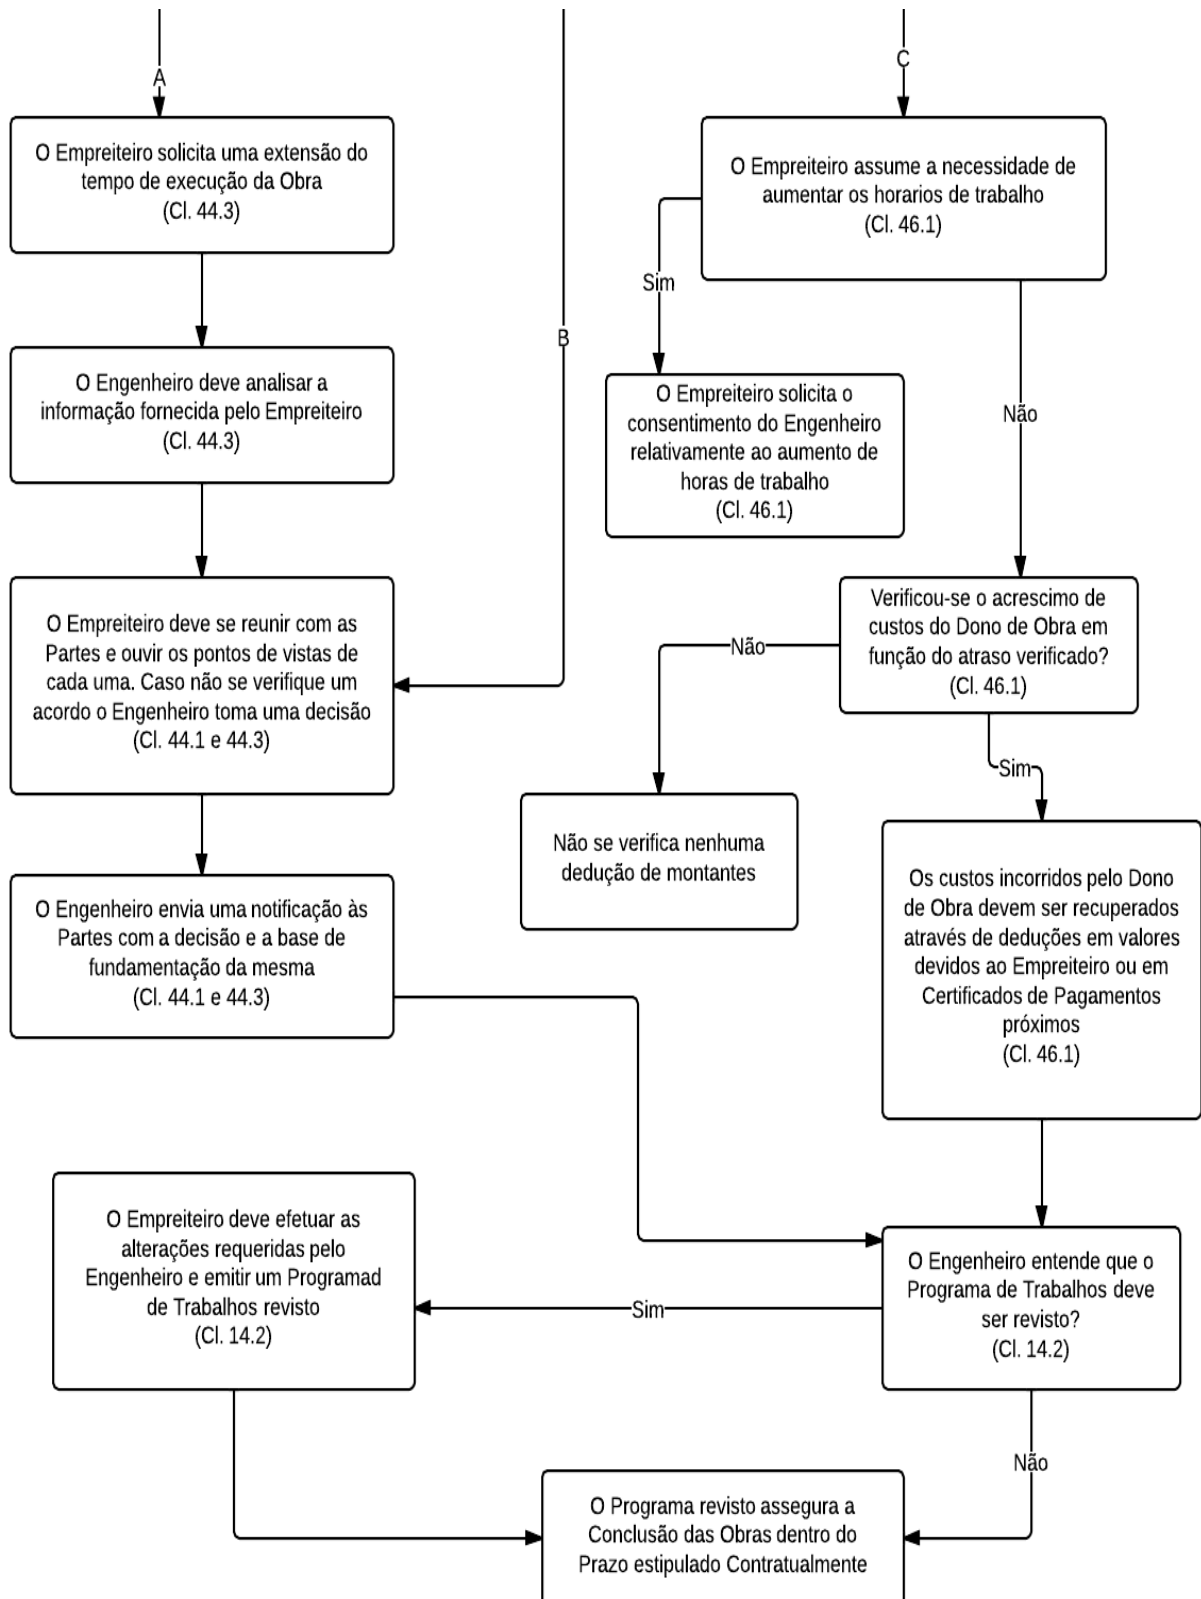 A
C
O Empreiteiro solicita uma extensão do
tempo de execução da Obra
(Cl. 44.3)
O Empreiteiro assume a necessidade de
aumentar os horarios de trabalho
(Cl. 46.1)
Sim
B
O Engenheiro deve analisar a
informação fornecida pelo Empreiteiro
(Cl. 44.3)
O Empreiteiro solicita o
consentimento do Engenheiro
relativamente ao aumento de
horas de trabalho
(Cl. 46.1)
Não
O Empreiteiro deve se reunir com as
Partes e ouvir os pontos de vistas de
cada uma. Caso não se verifique um
acordo o Engenheiro toma uma decisão
(Cl. 44.1 e 44.3)
Verificou-se o acrescimo de
custos do Dono de Obra em
função do atraso verificado?
(Cl. 46.1)
Não
Sim
Não se verifica nenhuma
dedução de montantes
O Engenheiro envia uma notificação às
Partes com a decisão e a base de
fundamentação da mesma
(Cl. 44.1 e 44.3)
Os custos incorridos pelo Dono
de Obra devem ser recuperados
através de deduções em valores
devidos ao Empreiteiro ou em
Certificados de Pagamentos
próximos
(Cl. 46.1)
O Empreiteiro deve efetuar as
alterações requeridas pelo
Engenheiro e emitir um Programad
de Trabalhos revisto
(Cl. 14.2)
Sim
O Engenheiro entende que o
Programa de Trabalhos deve
ser revisto?
(Cl. 14.2)
Não
O Programa revisto assegura a
Conclusão das Obras dentro do
Prazo estipulado Contratualmente